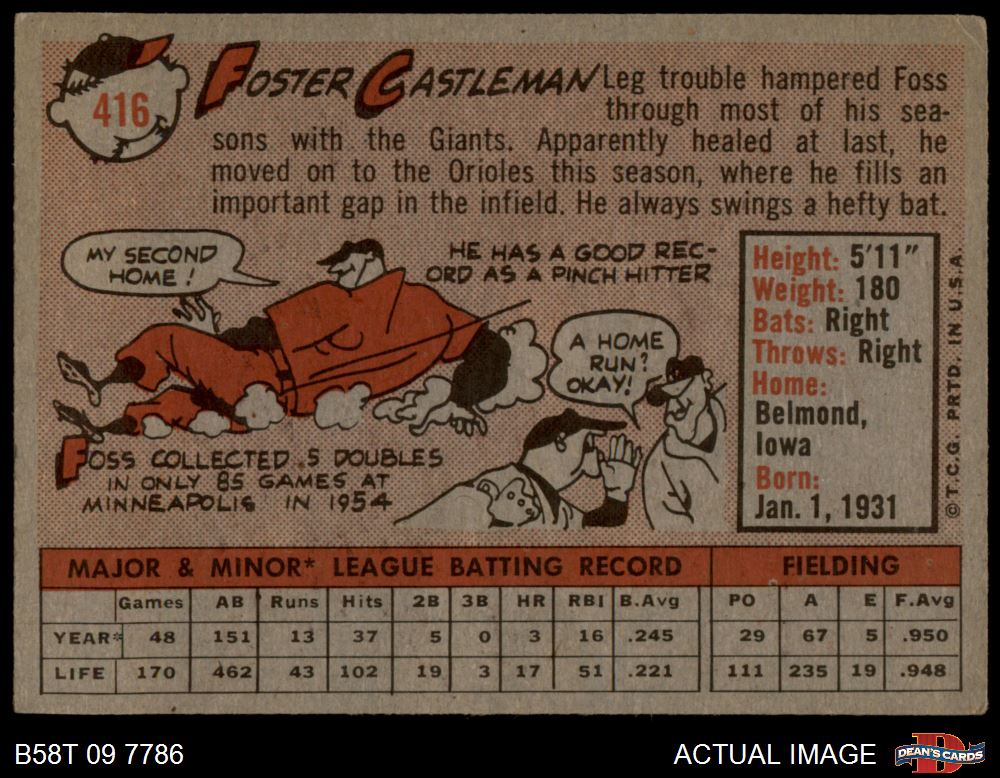 416
FOSTER CASTLEMAN
Leg trouble hampered Foss
through most of his sea-
sons with the Giants. Apparently healed at last, he
moved on to the Orioles this season, where he fills an
important gap in the infield. He always swings a hefty bat.
MY SECOND
HOME!
HE HAS A GOOD REC-
ORD AS A PINCH HITTER
A HOME
RUN?
OKAY!
FOSS COLLECTED 5 DOUBLES
IN ONLY 85 GAMES AT
MINNEAPOLIS IN 1954
Height: 5'11"
Weight: 180
Bats: Right
Throws: Right
Home:
Belmond,
Iowa
Born:
Jan. 1, 1931
©T.C.G. PRTD. IN U.S.A.
MAJOR & MINOR* LEAGUE BATTING RECORD FIELDING
Games AB Runs Hits 2B 3B HR RBI B.Avg PO A E F.Avg
YEAR* 48 151 13 37 5 0 3 16 .245 29 67 5 .950
LIFE 170 462 43 102 19 3 17 51 .221 111 235 19 .948
B58T 09 7786 ACTUAL IMAGE
D
DEAN'S CARDS